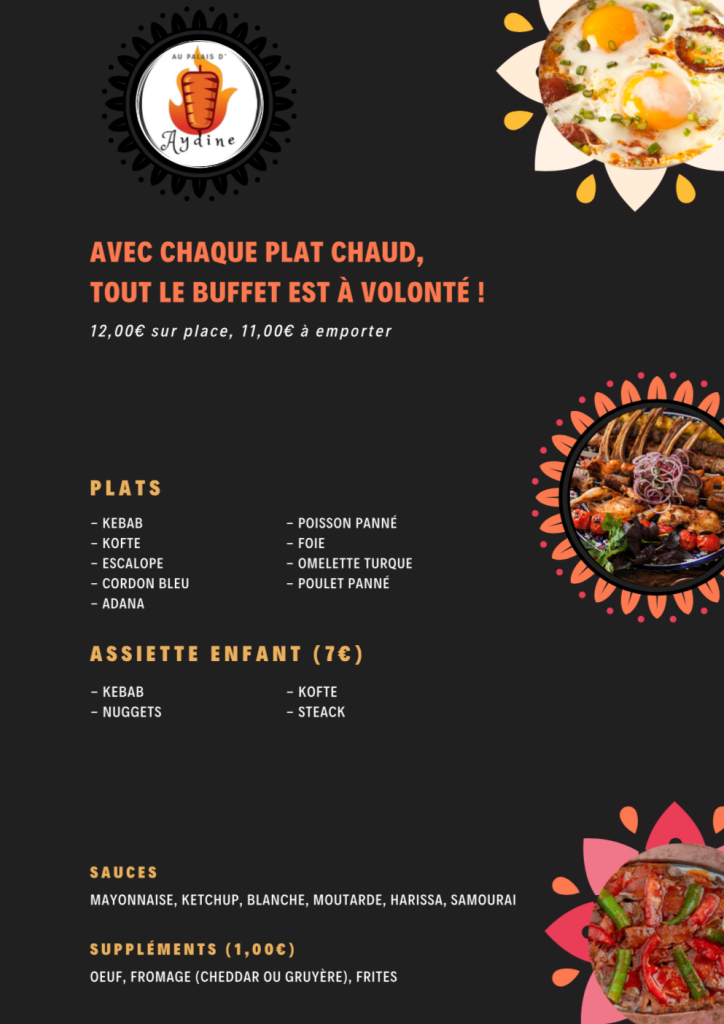 AU PALAIS D'
Aydine
AVEC CHAQUE PLAT CHAUD,
TOUT LE BUFFET EST À VOLONTÉ !
12,00€ sur place, 11,00€ à emporter
PLATS
– KEBAB
– KOFTE
– ESCALOPE
– CORDON BLEU
– ADANA
– POISSON PANNÉ
– FOIE
– OMELETTE TURQUE
– POULET PANNÉ
ASSIETTE ENFANT (7€)
– KEBAB
– NUGGETS
– KOFTE
– STEACK
SAUCES
MAYONNAISE, KETCHUP, BLANCHE, MOUTARDE, HARISSA, SAMOURAI
SUPPLÉMENTS (1,00€)
OEUF, FROMAGE (CHEDDAR OU GRUYÈRE), FRITES